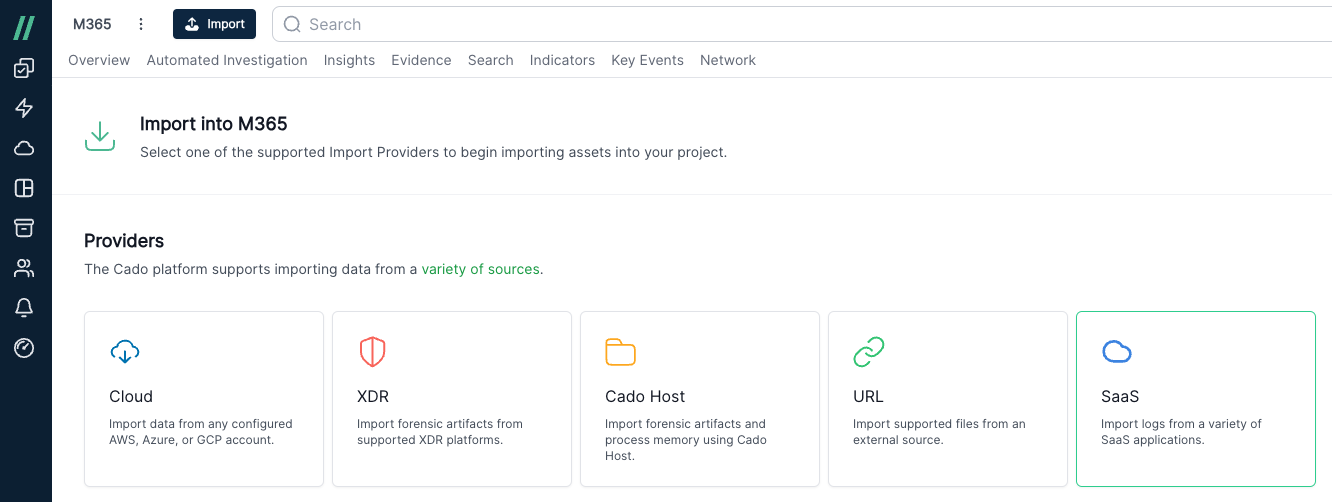 M365
Import
Search
Overview
Automated Investigation
Insights
Evidence
Search
Indicators
Key Events
Network
Import into M365
Select one of the supported Import Providers to begin importing assets into your project.
Providers
The Cado platform supports importing data from a variety of sources.
Cloud
Import data from any configured
AWS, Azure, or GCP account.
XDR
Import forensic artifacts from
supported XDR platforms.
Cado Host
Import forensic artifacts and
process memory using Cado
Host.
URL
Import supported files from an
external source.
SaaS
Import logs from a variety of
SaaS applications.